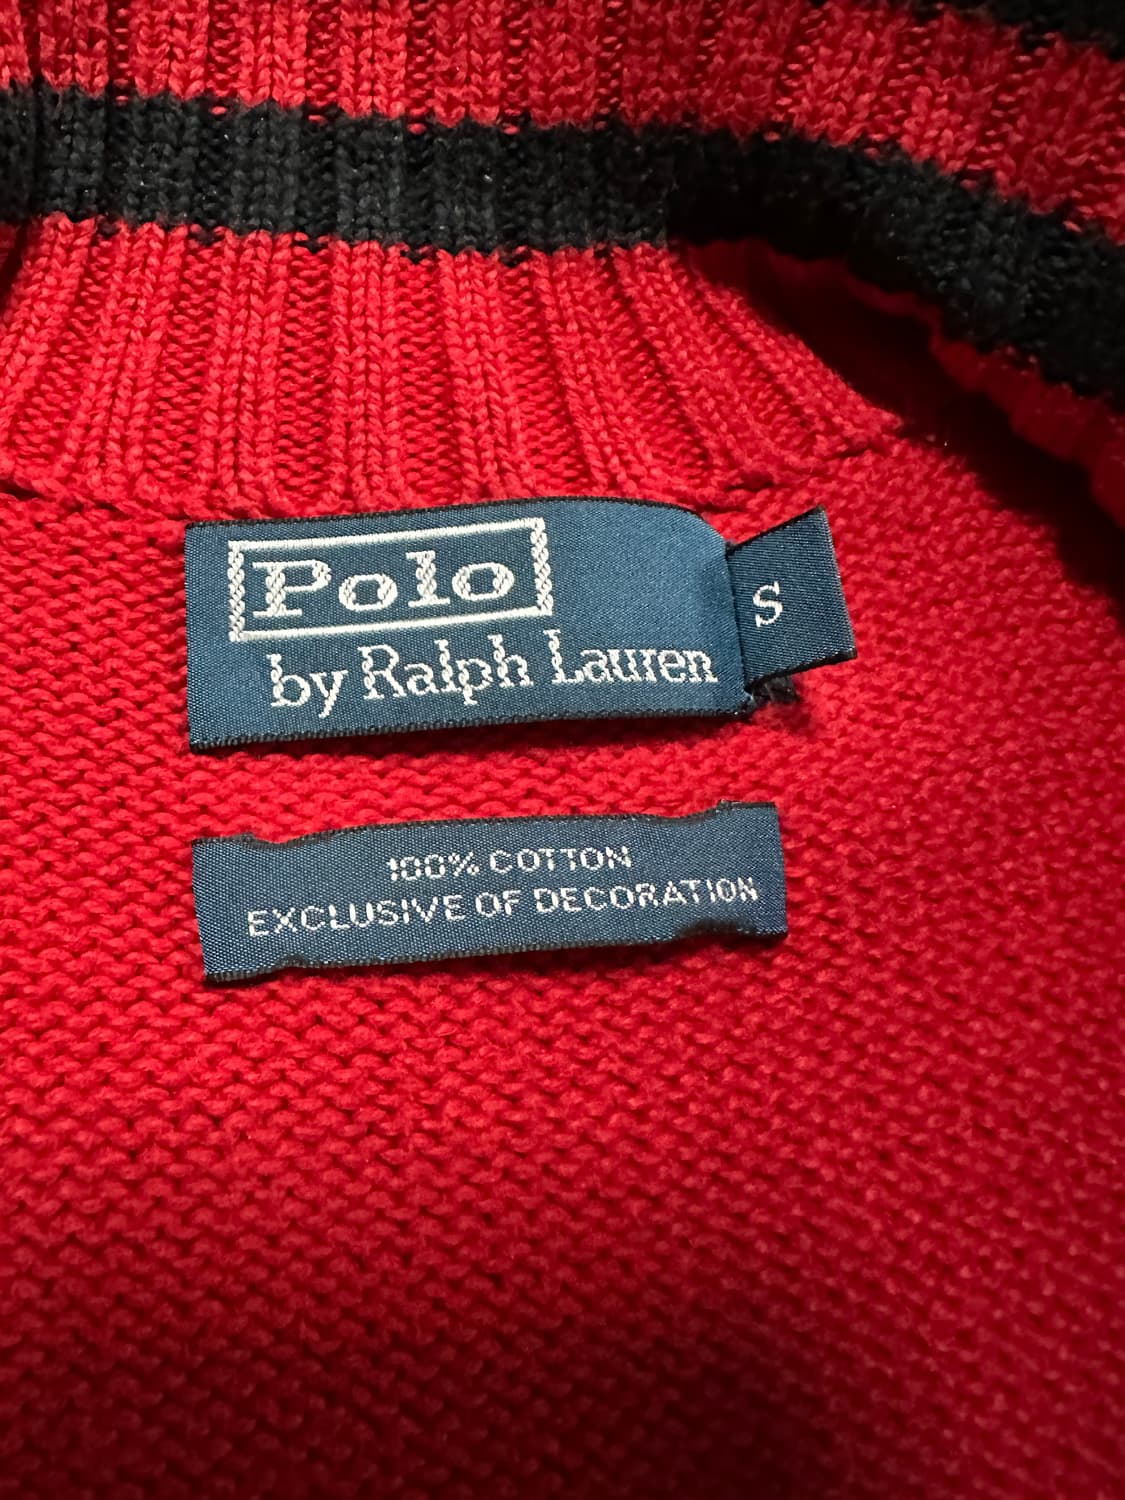 Polo
by Ralph Lauren
S
100% COTTON
EXCLUSIVE OF DECORATION